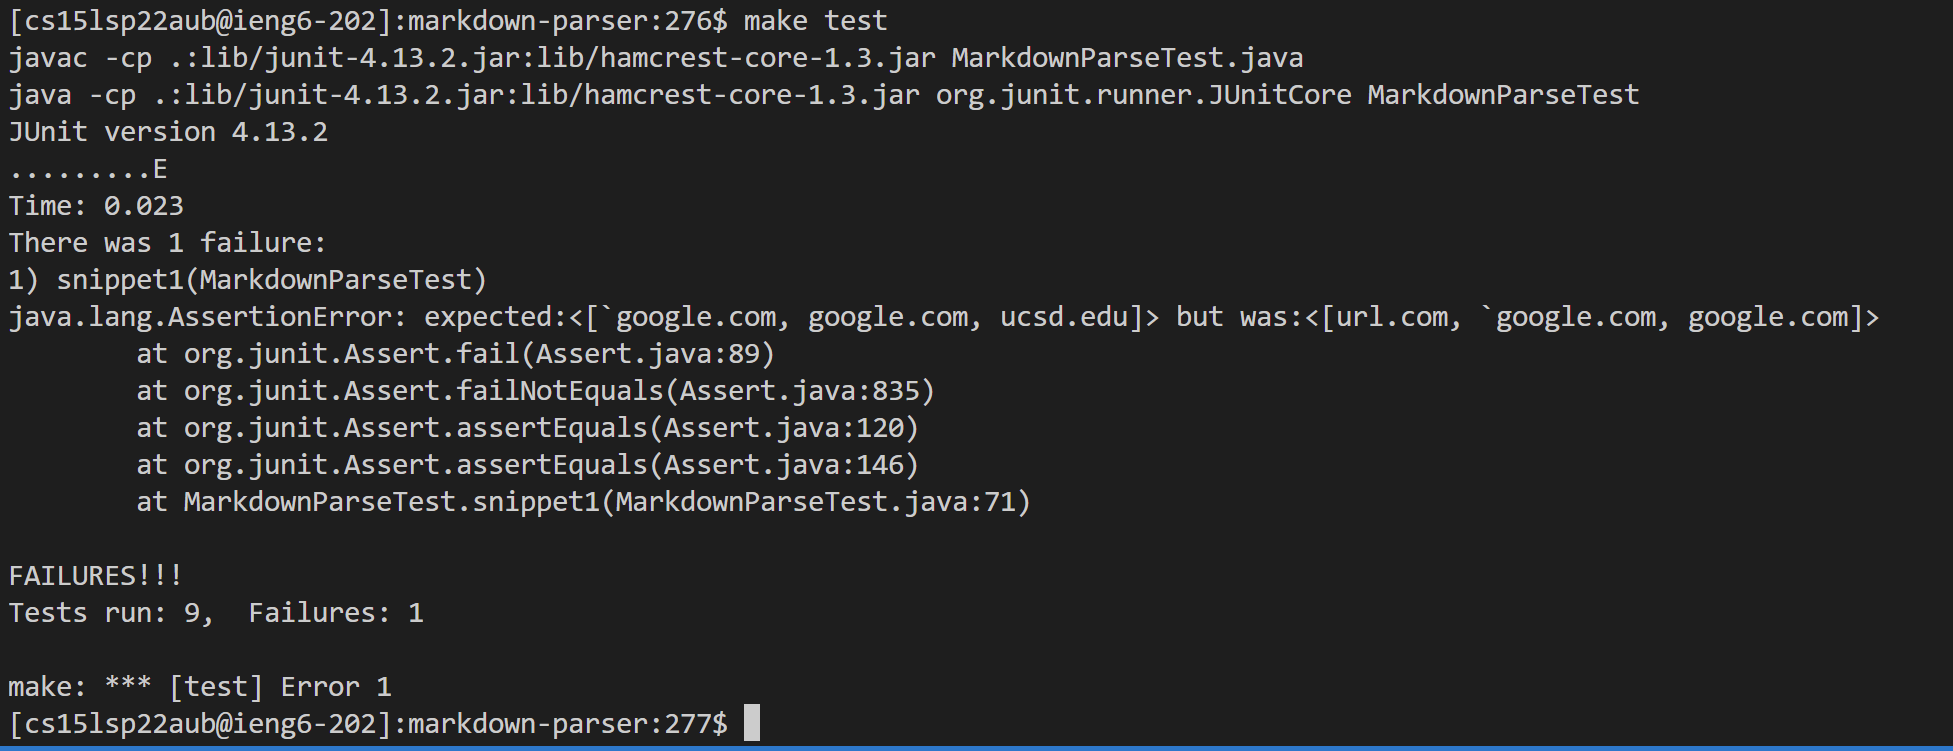 [cs15lsp22aub@ieng6-202]:markdown-parser:276$ make test
javac -cp .:lib/junit-4.13.2.jar:lib/hamcrest-core-1.3.jar MarkdownParseTest.java
java -cp .:lib/junit-4.13.2.jar:lib/hamcrest-core-1.3.jar org.junit.runner.JUnitCore MarkdownParseTest
JUnit version 4.13.2
.........E
Time: 0.023
There was 1 failure:
1) snippet1(MarkdownParseTest)
java.lang.AssertionError: expected:<[`google.com, google.com, ucsd.edu]> but was:<[url.com, `google.com, google.com]>
        at org.junit.Assert.fail(Assert.java:89)
        at org.junit.Assert.failNotEquals(Assert.java:835)
        at org.junit.Assert.assertEquals(Assert.java:120)
        at org.junit.Assert.assertEquals(Assert.java:146)
        at MarkdownParseTest.snippet1(MarkdownParseTest.java:71)

FAILURES!!!
Tests run: 9,  Failures: 1

make: *** [test] Error 1
[cs15lsp22aub@ieng6-202]:markdown-parser:277$